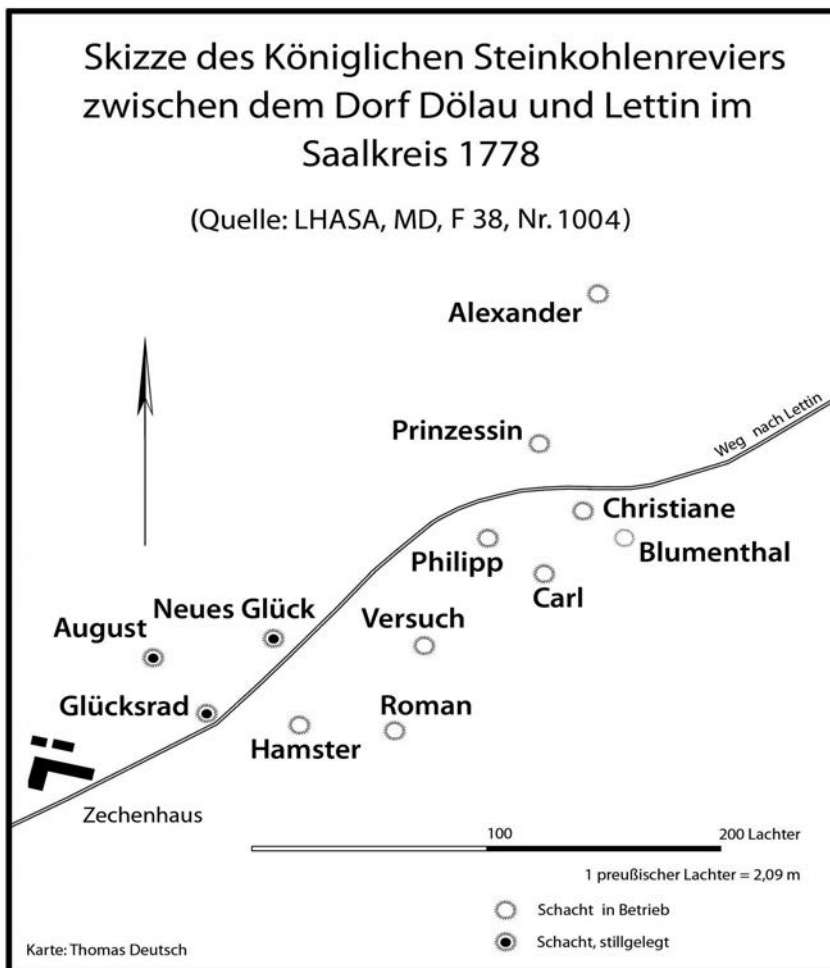 Skizze des Königlichen Steinkohlenreviers
zwischen dem Dorf Dölau und Lettin im
Saalkreis 1778
(Quelle: LHASA, MD, F 38, Nr. 1004)
Alexander
Weg nach Lettin
Prinzessin
Christiane
Philipp
Blumenthal
Carl
Neues Glück
Versuch
August
Glücksrad
Roman
Hamster
Zechenhaus
100
200 Lachter
1 preußischer Lachter = 2,09 m
Schacht in Betrieb
Schacht, stillgelegt
Karte: Thomas Deutsch